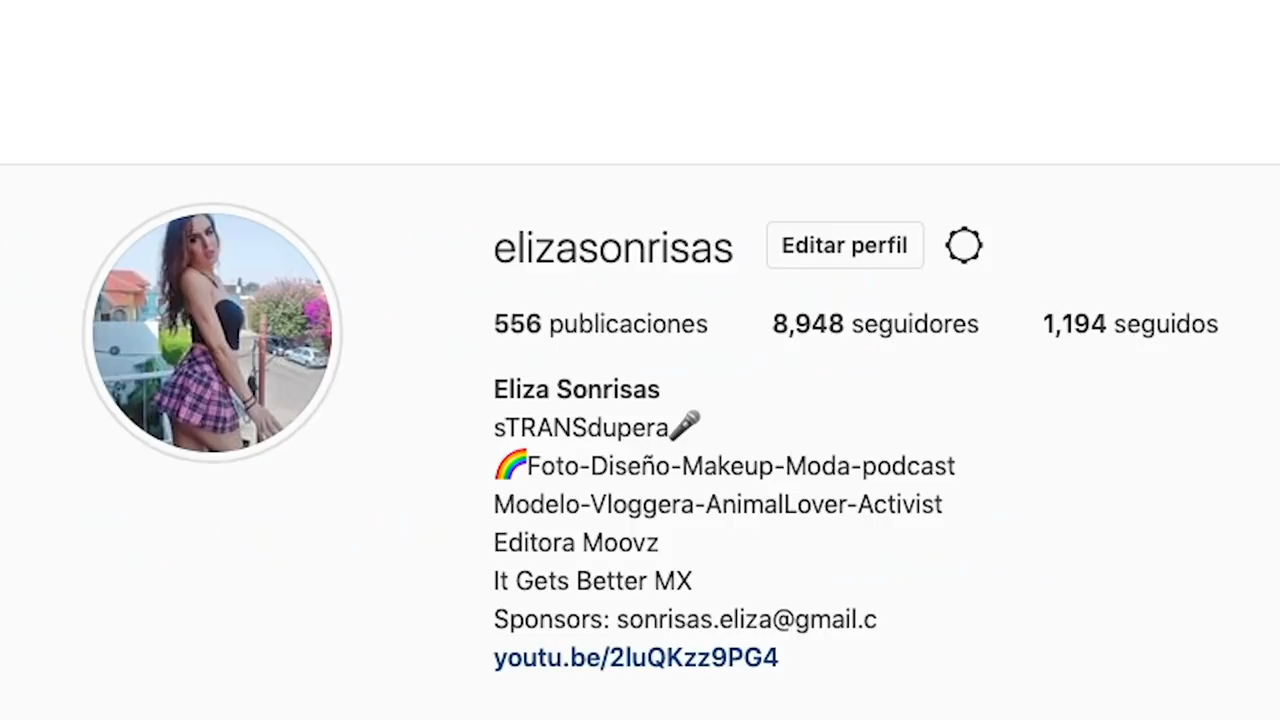 elizasonrisas Editar perfil
556 publicaciones 8,948 seguidores 1,194 seguidos
Eliza Sonrisas
sTRANSdupera🎤
🌈Foto-Diseño-Makeup-Moda-podcast
Modelo-Vloggera-AnimalLover-Activist
Editora Moovz
It Gets Better MX
Sponsors: sonrisas.eliza@gmail.c
youtu.be/2luQKzz9PG4